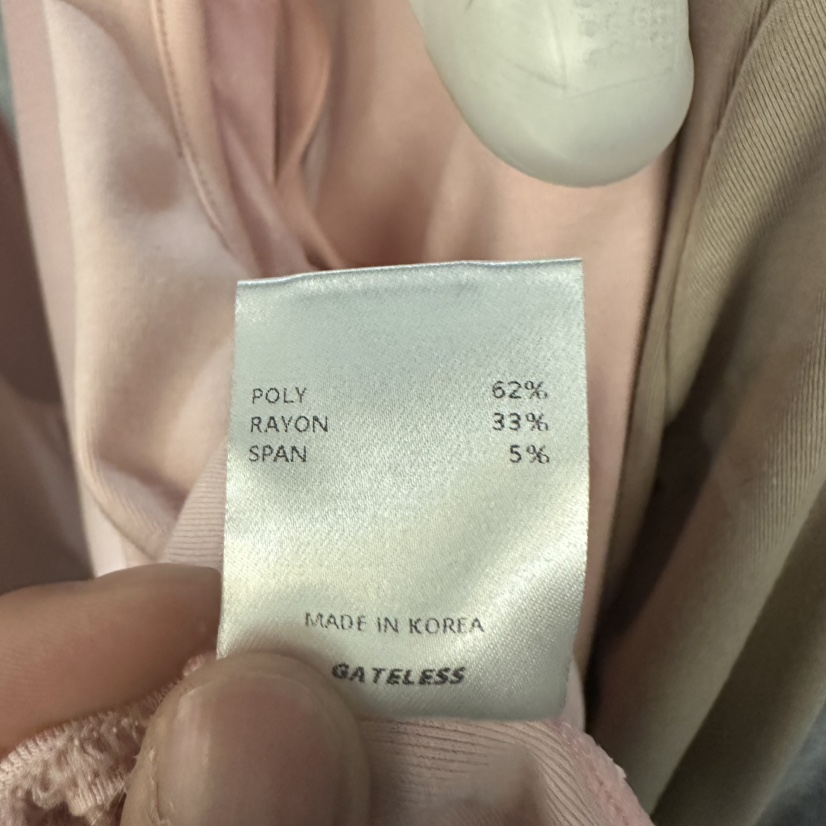 POLY 62%
RAYON 33%
SPAN 5%
MADE IN KOREA
GATELESS